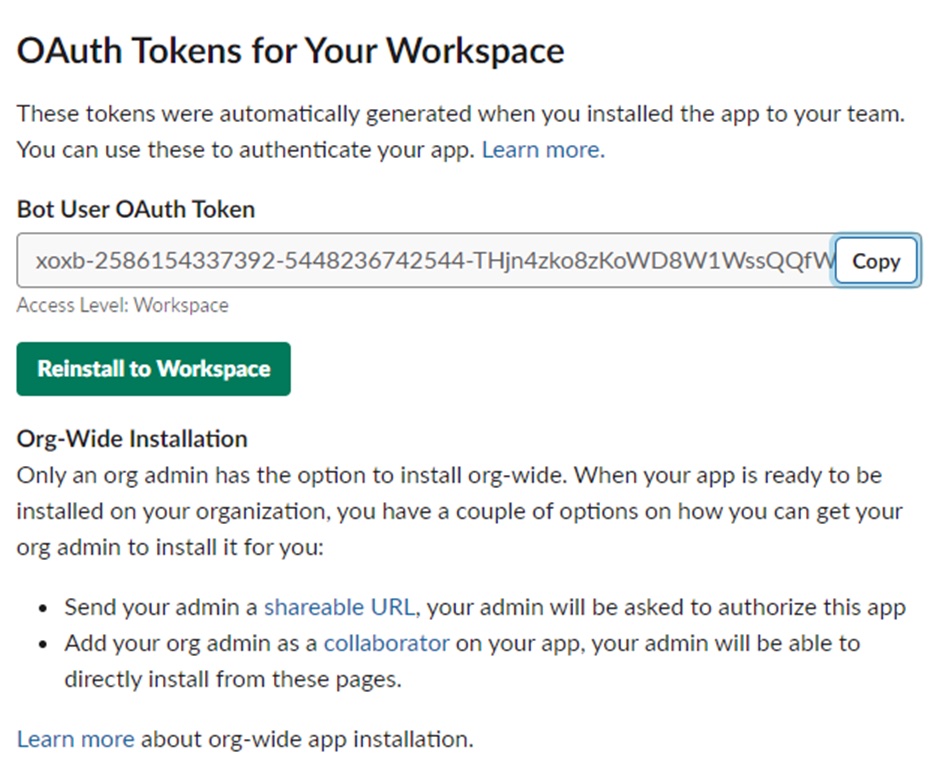 OAuth Tokens for Your Workspace
These tokens were automatically generated when you installed the app to your team.
You can use these to authenticate your app. Learn more.
Bot User OAuth Token
xoxb-2586154337392-5448236742544-THjn4zko8zKoWD8W1WssQQfW Copy
Access Level: Workspace
Reinstall to Workspace
Org-Wide Installation
Only an org admin has the option to install org-wide. When your app is ready to be
installed on your organization, you have a couple of options on how you can get your
org admin to install it for you:
• Send your admin a shareable URL, your admin will be asked to authorize this app
• Add your org admin as a collaborator on your app, your admin will be able to
directly install from these pages.
Learn more about org-wide app installation.